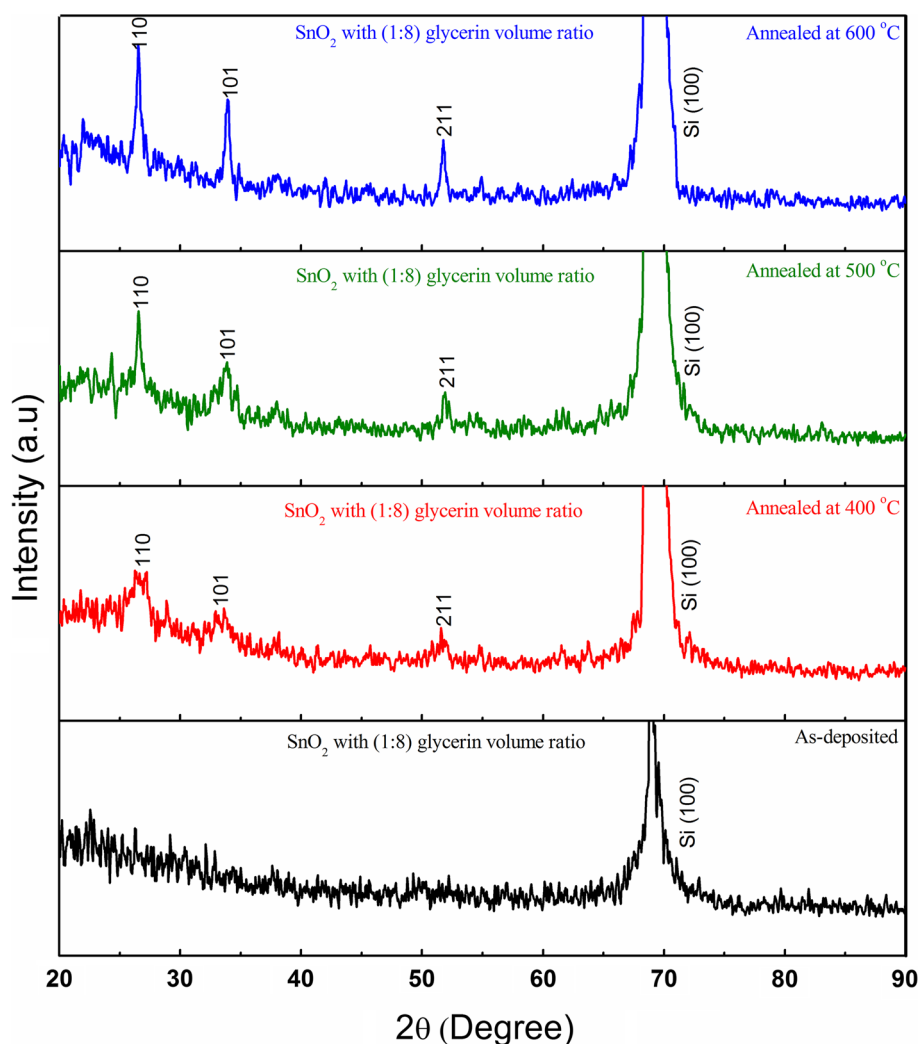 SnO₂ with (1:8) glycerin volume ratio
Annealed at 600 °C
110
101
211
Si (100)
SnO₂ with (1:8) glycerin volume ratio
Annealed at 500 °C
110
101
211
Si (100)
SnO₂ with (1:8) glycerin volume ratio
Annealed at 400 °C
110
101
211
Si (100)
SnO₂ with (1:8) glycerin volume ratio
As-deposited
Si (100)
Intensity (a.u)
20 30 40 50 60 70 80 90
2θ (Degree)